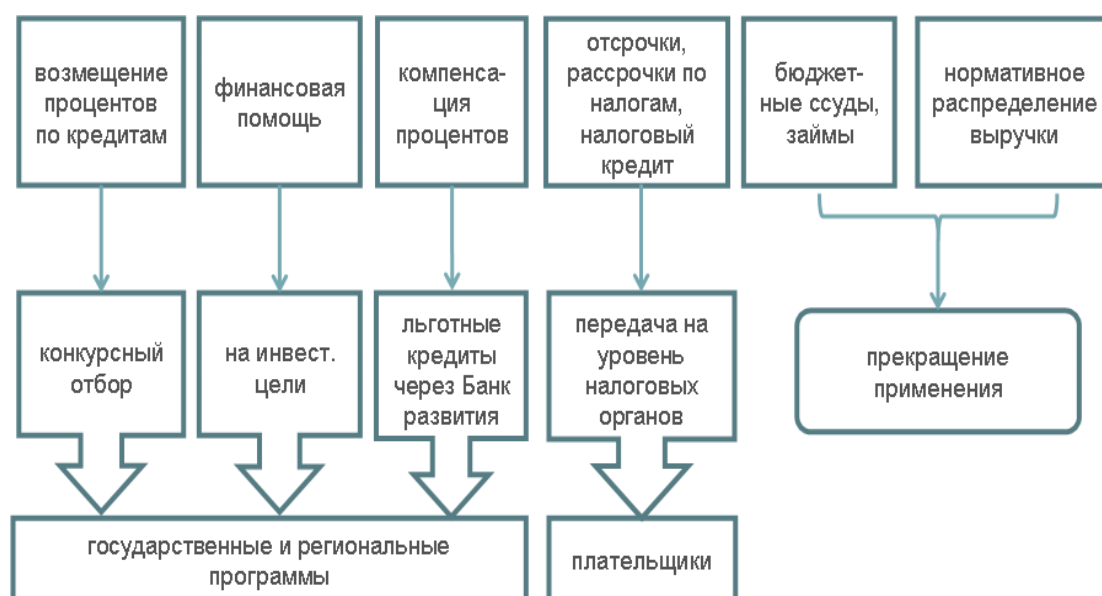 возмещение
процентов
по кредитам
финансовая
помощь
компенса-
ция
процентов
отсрочки,
рассрочки по
налогам,
налоговый
кредит
бюджет-
ные ссуды,
займы
нормативное
распределение
выручки
конкурсный
отбор
на инвест.
цели
льготные
кредиты
через Банк
развития
передача на
уровень
налоговых
органов
прекращение
применения
государственные и региональные
программы
плательщики